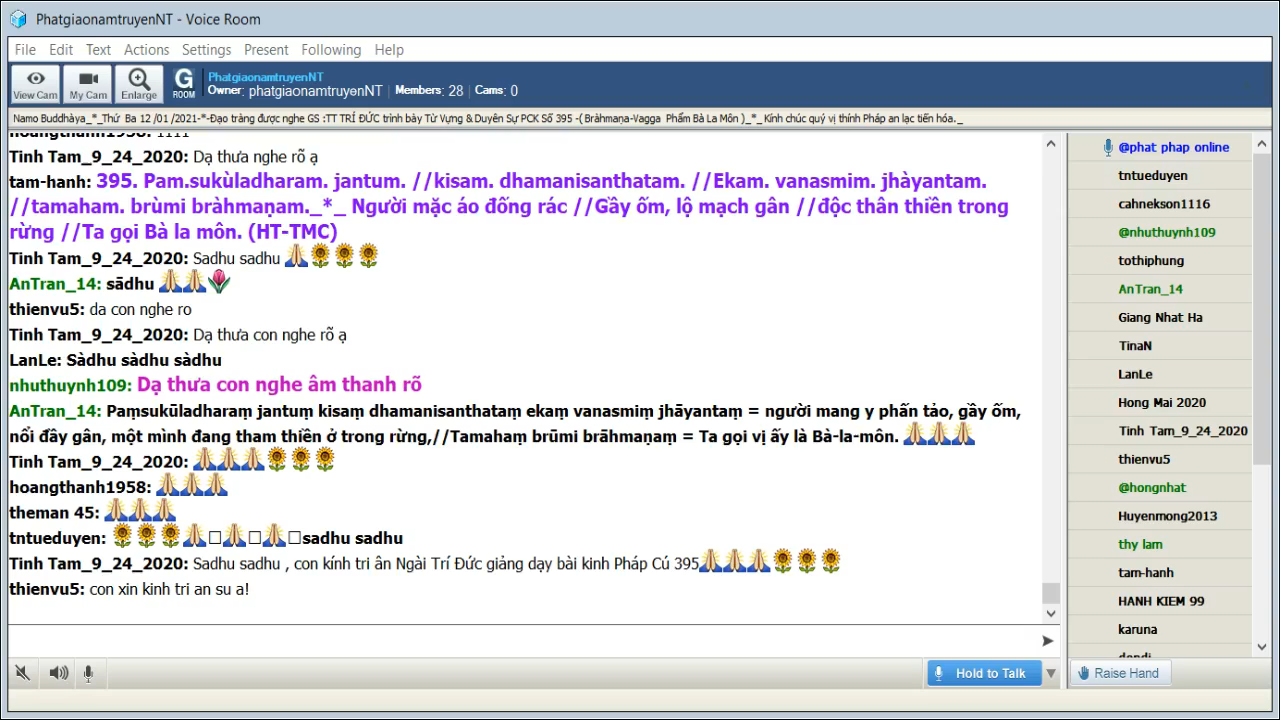 PhatgiaonamtruyenNT - Voice Room
File Edit Text Actions Settings Present Following Help
View Cam
My Cam
Enlarge
G
ROOM
PhatgiaonamtruyenNT
Owner: phatgiaonamtruyenNT | Members: 28 | Cams: 0
Namo Buddhàya_*_Thứ Ba 12 /01 /2021-*-Đạo tràng được nghe GS :TT TRÍ ĐỨC trình bày Từ Vựng & Duyên Sự PCK Số 395 -( Bràhmaṇa-Vagga Phẩm Bà La Môn )_*_Kính chúc quý vị thính Pháp an lạc tiến hóa._
hoangthanh1958: 1111
Tinh Tam_9_24_2020: Dạ thưa nghe rõ ạ
tam-hanh: 395. Pam.sukùladharam. jantum. //kisam. dhamanisanthatam. //Ekam. vanasmim. jhàyantam.
//tamaham. brùmi bràhmaṇam._*_ Người mặc áo đống rác //Gầy ốm, lộ mạch gân //độc thân thiền trong
rừng //Ta gọi Bà la môn. (HT-TMC)
Tinh Tam_9_24_2020: Sadhu sadhu 🙏🌻🌻🌻
AnTran_14: sādhu 🙏🙏🌷
thienvu5: da con nghe ro
Tinh Tam_9_24_2020: Dạ thưa con nghe rõ ạ
LanLe: Sàdhu sàdhu sàdhu
nhuthuynh109: Dạ thưa con nghe âm thanh rõ
AnTran_14: Paṃsukūladharaṃ jantuṃ kisaṃ dhamanisanthataṃ ekaṃ vanasmiṃ jhāyantaṃ = người mang y phấn tảo, gầy ốm,
nổi đầy gân, một mình đang tham thiền ở trong rừng,//Tamahaṃ brūmi brāhmaṇaṃ = Ta gọi vị ấy là Bà-la-môn. 🙏🙏🙏
Tinh Tam_9_24_2020: 🙏🙏🙏🌻🌻🌻
hoangthanh1958: 🙏🙏🙏
theman 45: 🙏🙏🙏
tntueduyen: 🌻🌻🌻🙏□🙏□🙏□sadhu sadhu
Tinh Tam_9_24_2020: Sadhu sadhu , con kính tri ân Ngài Trí Đức giảng dạy bài kinh Pháp Cú 395🙏🙏🙏🌻🌻🌻
thienvu5: con xin kinh tri an su a!
Hold to Talk
@phat phap online
tntueduyen
cahnekson1116
@nhuthuynh109
tothiphung
AnTran_14
Giang Nhat Ha
TinaN
LanLe
Hong Mai 2020
Tinh Tam_9_24_2020
thienvu5
@hongnhat
Huyenmong2013
thy lam
tam-hanh
HANH KIEM 99
karuna
dendi
Raise Hand